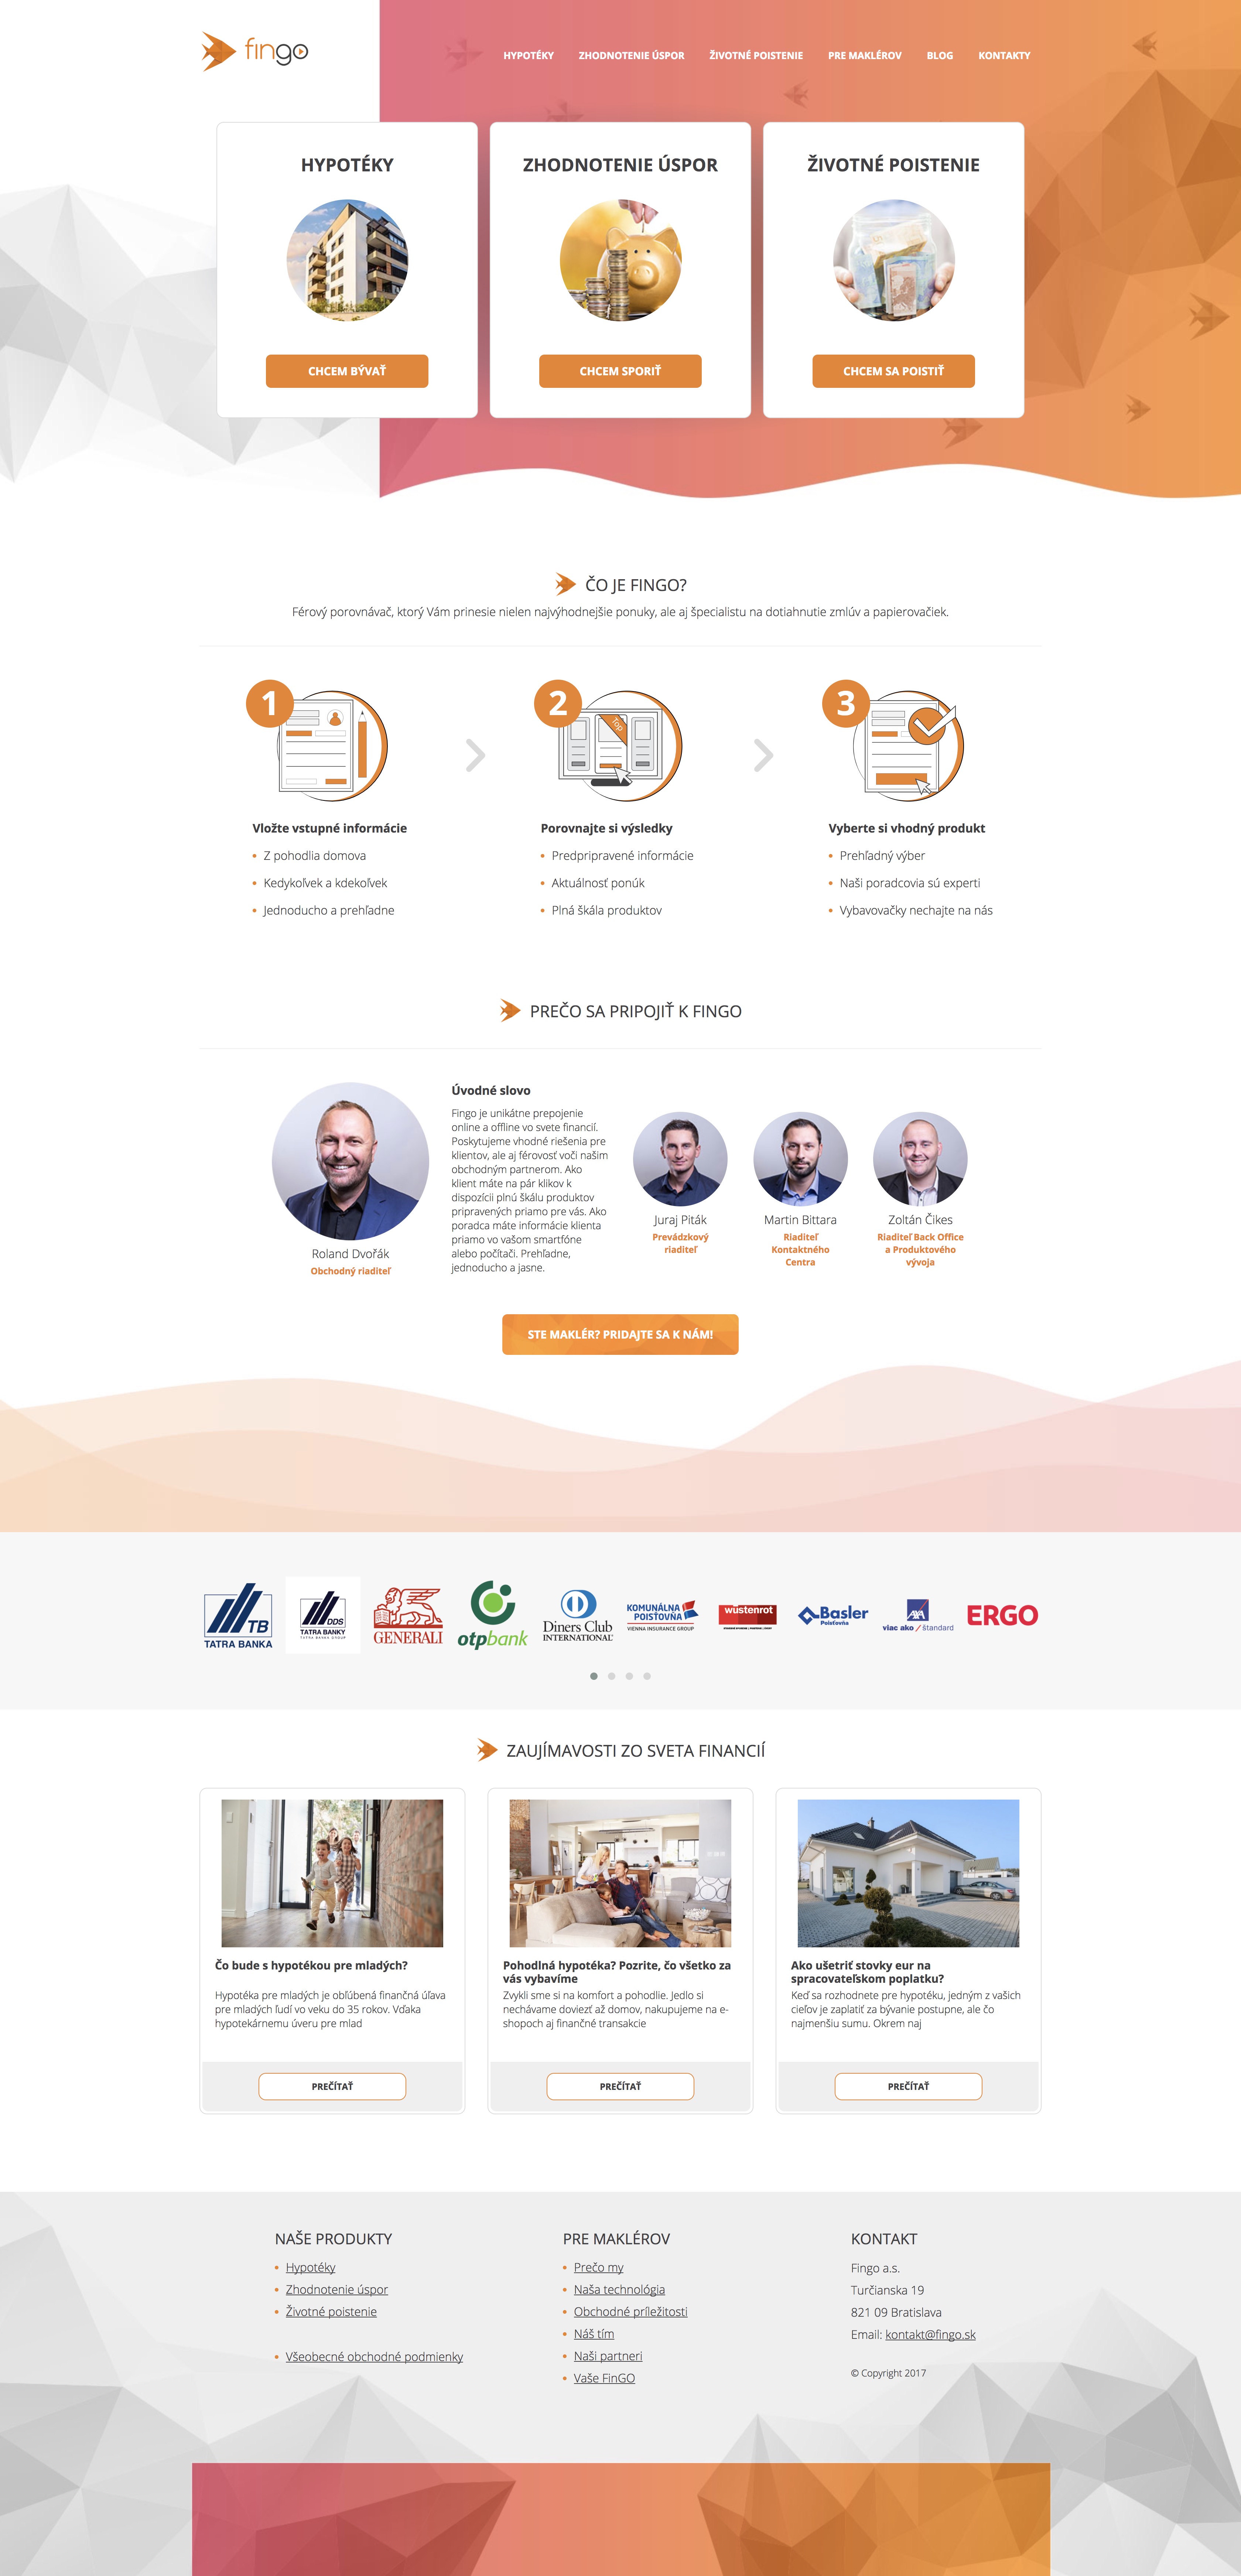 fingo
HYPOTÉKY ZHODNOTENIE ÚSPOR ŽIVOTNÉ POISTENIE PRE MAKLÉROV BLOG KONTAKTY
HYPOTÉKY
CHCEM BÝVAŤ
ZHODNOTENIE ÚSPOR
CHCEM SPORIŤ
ŽIVOTNÉ POISTENIE
CHCEM SA POISTIŤ
ČO JE FINGO?
Férový porovnávač, ktorý Vám prinesie nielen najvýhodnejšie ponuky, ale aj špecialistu na dotiahnutie zmlúv a papierovačiek.
1
Vložte vstupné informácie
Z pohodlia domova
Kedykoľvek a kdekoľvek
Jednoducho a prehľadne
2
Top
Porovnajte si výsledky
Predpripravené informácie
Aktuálnosť ponúk
Plná škála produktov
3
Vyberte si vhodný produkt
Prehľadný výber
Naši poradcovia sú experti
Vybavovačky nechajte na nás
PREČO SA PRIPOJIŤ K FINGO
Roland Dvořák
Obchodný riaditeľ
Úvodné slovo
Fingo je unikátne prepojenie
online a offline vo svete financií.
Poskytujeme vhodné riešenia pre
klientov, ale aj férovosť voči našim
obchodným partnerom. Ako
klient máte na pár klikov k
dispozícii plnú škálu produktov
pripravených priamo pre vás. Ako
poradca máte informácie klienta
priamo vo vašom smartfóne
alebo počítači. Prehľadne,
jednoducho a jasne.
Juraj Piták
Prevádzkový
riaditeľ
Martin Bittara
Riaditeľ
Kontaktného
Centra
Zoltán Čikes
Riaditeľ Back Office
a Produktového
vývoja
STE MAKLÉR? PRIDAJTE SA K NÁM!
TB
TATRA BANKA
DDS
TATRA BANKY
TATRA BANKA GROUP
GENERALI
otpbank
Diners Club
INTERNATIONAL
KOMUNÁLNA
POISŤOVŇA
VIENNA INSURANCE GROUP
wüstenrot
Basler
Poisťovňa
AXA
viac ako / štandard
ERGO
ZAUJÍMAVOSTI ZO SVETA FINANCIÍ
Čo bude s hypotékou pre mladých?
Hypotéka pre mladých je obľúbená finančná úľava
pre mladých ľudí vo veku do 35 rokov. Vďaka
hypotekárnemu úveru pre mlad
PREČÍTAŤ
Pohodlná hypotéka? Pozrite, čo všetko za
vás vybavíme
Zvykli sme si na komfort a pohodlie. Jedlo si
nechávame doviezť až domov, nakupujeme na e-
shopoch aj finančné transakcie
PREČÍTAŤ
Ako ušetriť stovky eur na
spracovateľskom poplatku?
Keď sa rozhodnete pre hypotéku, jedným z vašich
cieľov je zaplatiť za bývanie postupne, ale čo
najmenšiu sumu. Okrem naj
PREČÍTAŤ
NAŠE PRODUKTY
Hypotéky
Zhodnotenie úspor
Životné poistenie
Všeobecné obchodné podmienky
PRE MAKLÉROV
Prečo my
Naša technológia
Obchodné príležitosti
Náš tím
Naši partneri
Vaše FinGO
KONTAKT
Fingo a.s.
Turčianska 19
821 09 Bratislava
Email: kontakt@fingo.sk
© Copyright 2017